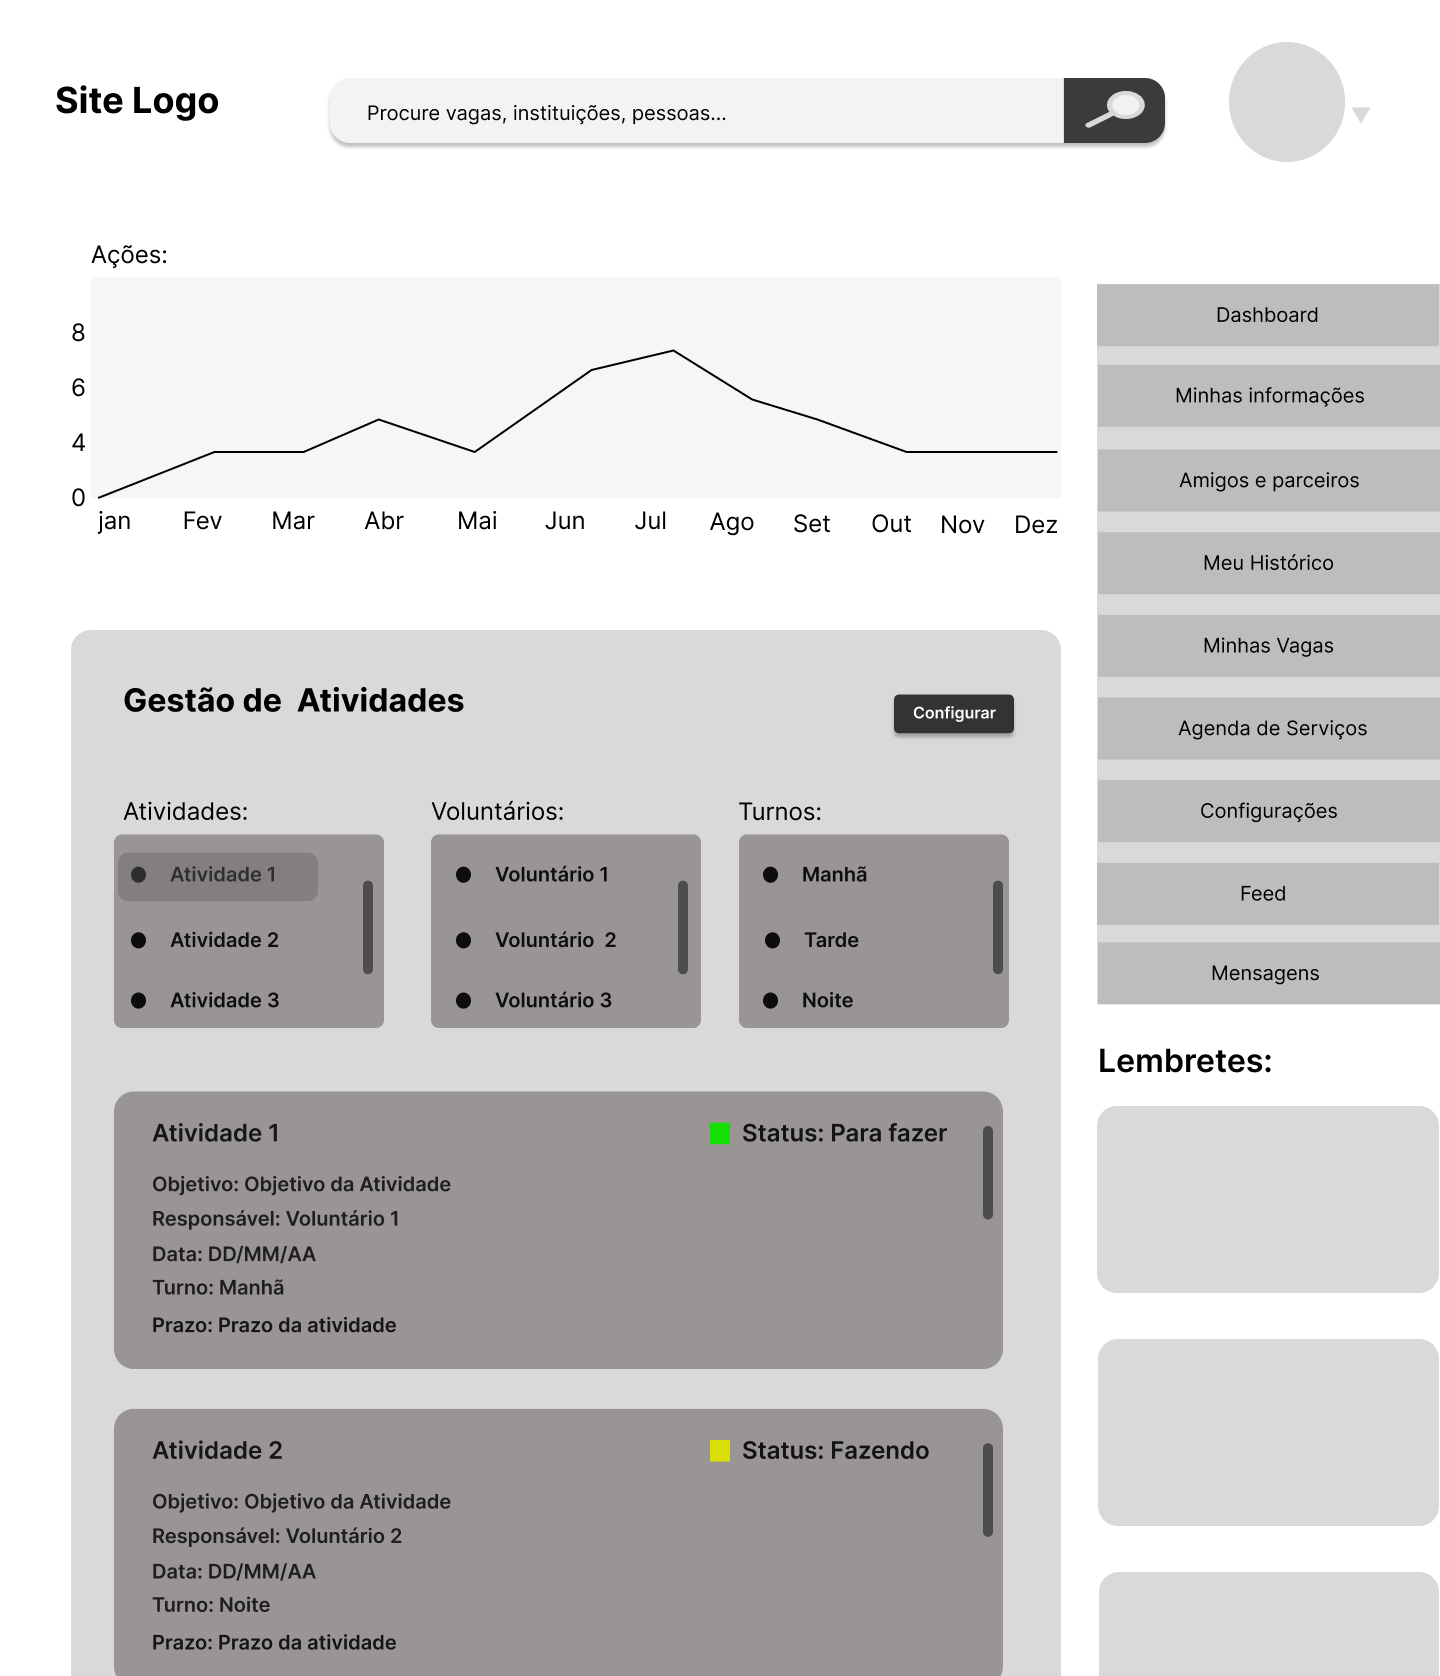 Site Logo
Procure vagas, instituições, pessoas...
Ações:
8
6
4
0
jan Fev Mar Abr Mai Jun Jul Ago Set Out Nov Dez
Dashboard
Minhas informações
Amigos e parceiros
Meu Histórico
Minhas Vagas
Agenda de Serviços
Configurações
Feed
Mensagens
Lembretes:
Gestão de Atividades
Configurar
Atividades:
Atividade 1
Atividade 2
Atividade 3
Voluntários:
Voluntário 1
Voluntário 2
Voluntário 3
Turnos:
Manhã
Tarde
Noite
Atividade 1
Status: Para fazer
Objetivo: Objetivo da Atividade
Responsável: Voluntário 1
Data: DD/MM/AA
Turno: Manhã
Prazo: Prazo da atividade
Atividade 2
Status: Fazendo
Objetivo: Objetivo da Atividade
Responsável: Voluntário 2
Data: DD/MM/AA
Turno: Noite
Prazo: Prazo da atividade